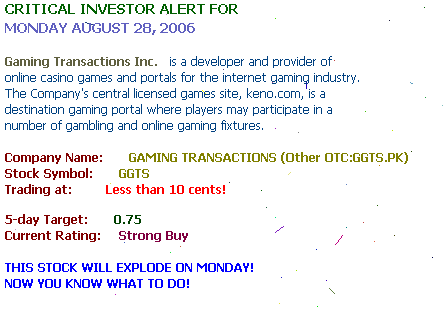 CRITICAL INVESTOR ALERT FOR
MONDAY AUGUST 28, 2006
Gaming Transactions Inc. is a developer and provider of
online casino games and portals for the internet gaming industry.
The Company's central licensed games site, keno.com, is a
destination gaming portal where players may participate in a
number of gambling and online gaming fixtures.
Company Name: GAMING TRANSACTIONS (Other OTC:GGTS.PK)
Stock Symbol: GGTS
Trading at: Less than 10 cents!
5-day Target: 0.75
Current Rating: Strong Buy
THIS STOCK WILL EXPLODE ON MONDAY!
NOW YOU KNOW WHAT TO DO!